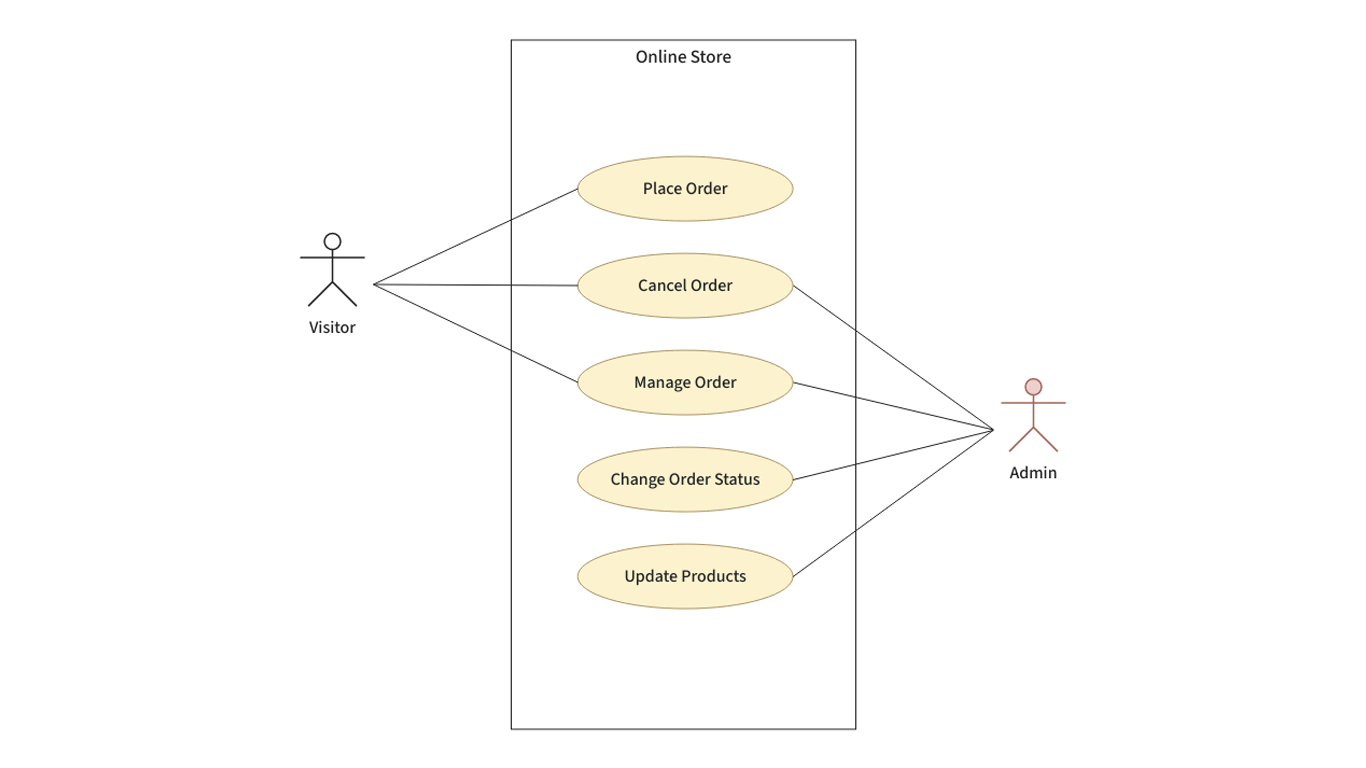 Online Store
Place Order
Cancel Order
Visitor
Manage Order
Change Order Status
Admin
Update Products